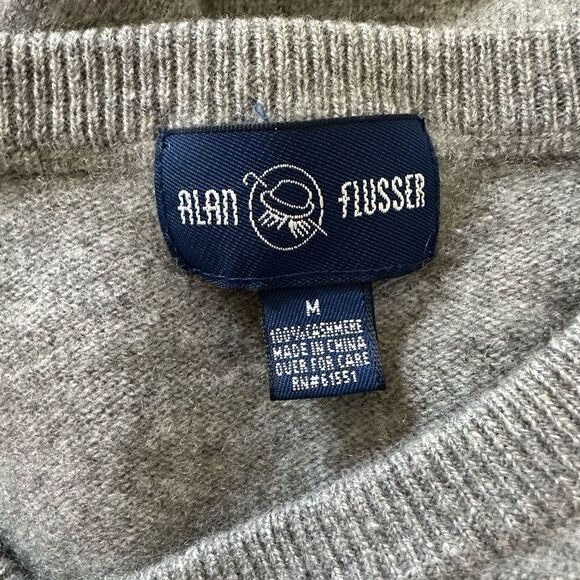 ALAN FLUSSER
M
100% CASHMERE
MADE IN CHINA
OVER FOR CARE
RN#61551